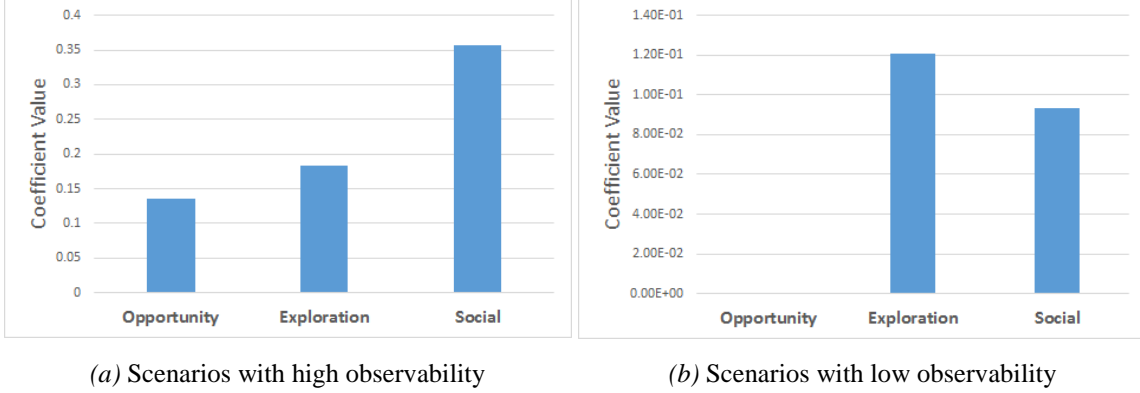 0.4
0.35
0.3
0.25
0.2
0.15
0.1
0.05
0
Coefficient Value
Opportunity Exploration Social
(a) Scenarios with high observability
1.40E-01
1.20E-01
1.00E-01
8.00E-02
6.00E-02
4.00E-02
2.00E-02
0.00E+00
Coefficient Value
Opportunity Exploration Social
(b) Scenarios with low observability